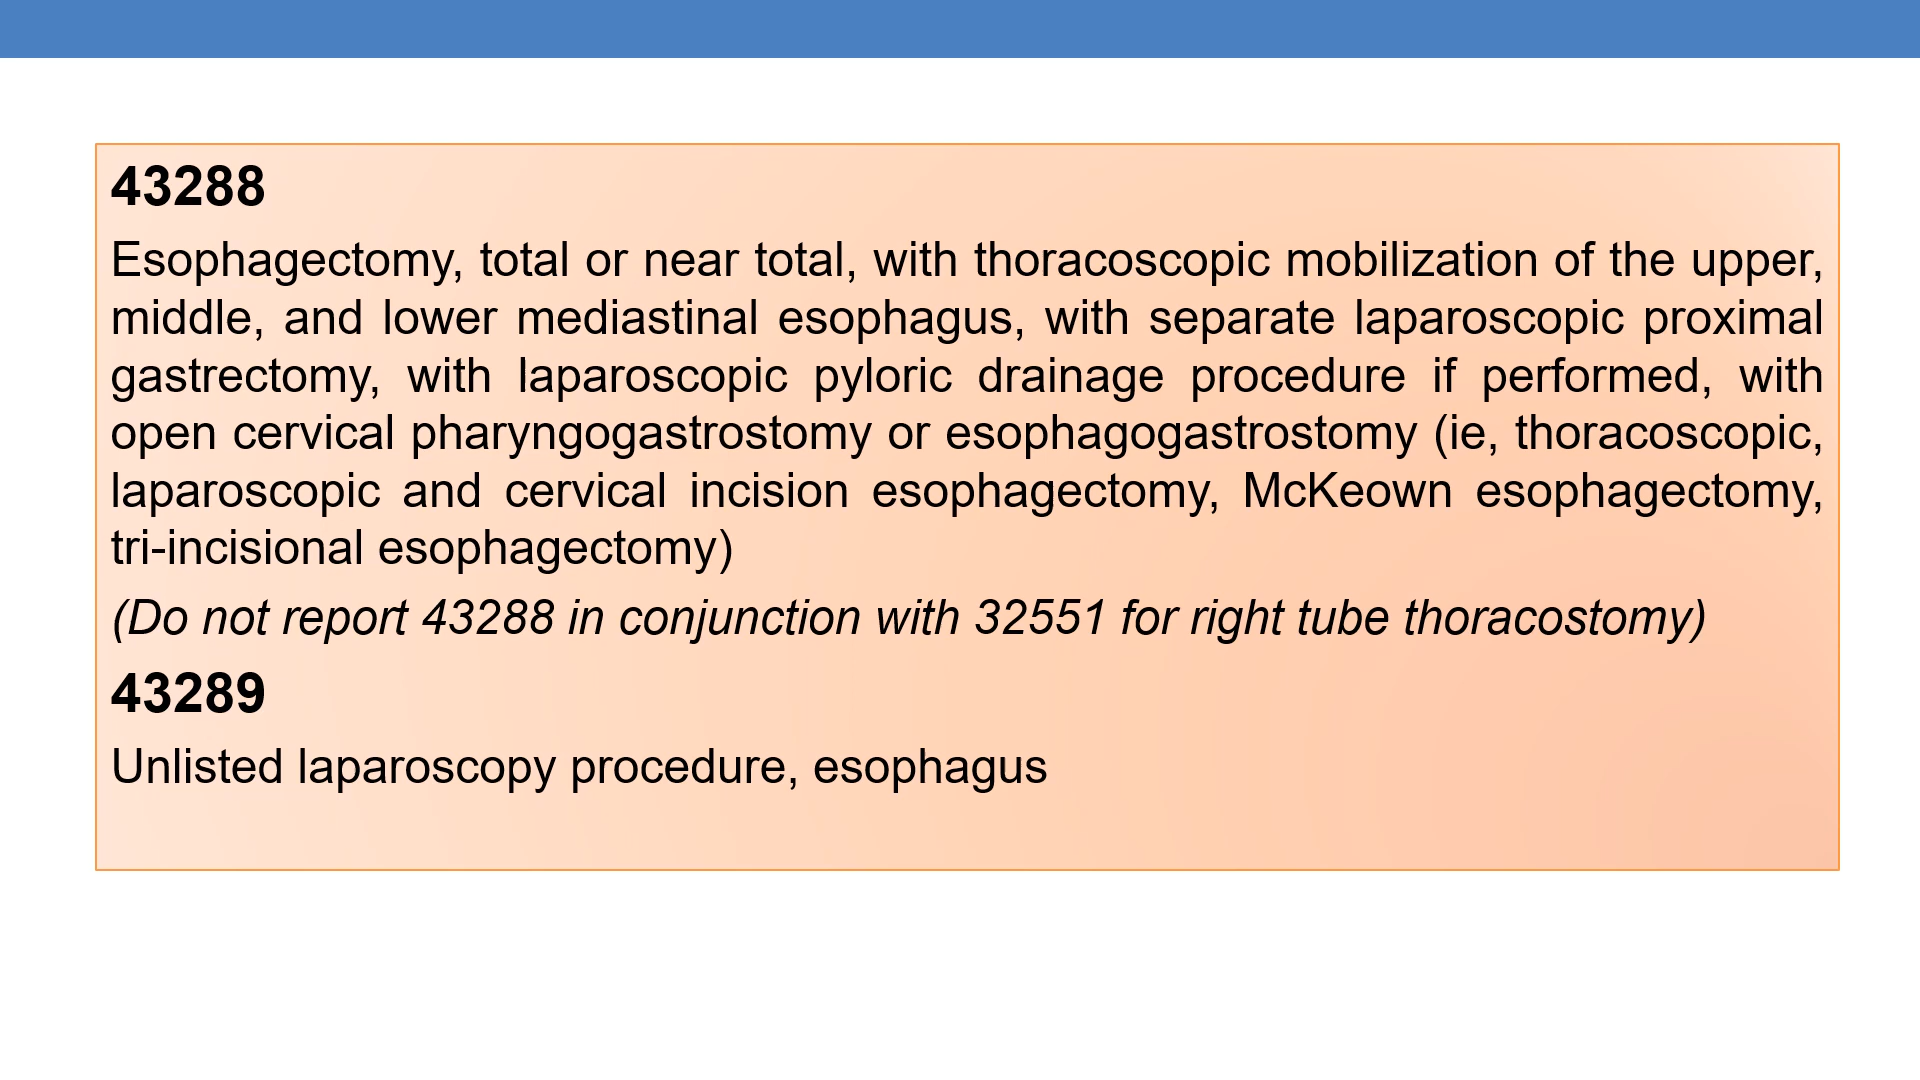 43288
Esophagectomy, total or near total, with thoracoscopic mobilization of the upper,
middle, and lower mediastinal esophagus, with separate laparoscopic proximal
gastrectomy, with laparoscopic pyloric drainage procedure if performed, with
open cervical pharyngogastrostomy or esophagogastrostomy (ie, thoracoscopic,
laparoscopic and cervical incision esophagectomy, McKeown esophagectomy,
tri-incisional esophagectomy)
(Do not report 43288 in conjunction with 32551 for right tube thoracostomy)
43289
Unlisted laparoscopy procedure, esophagus